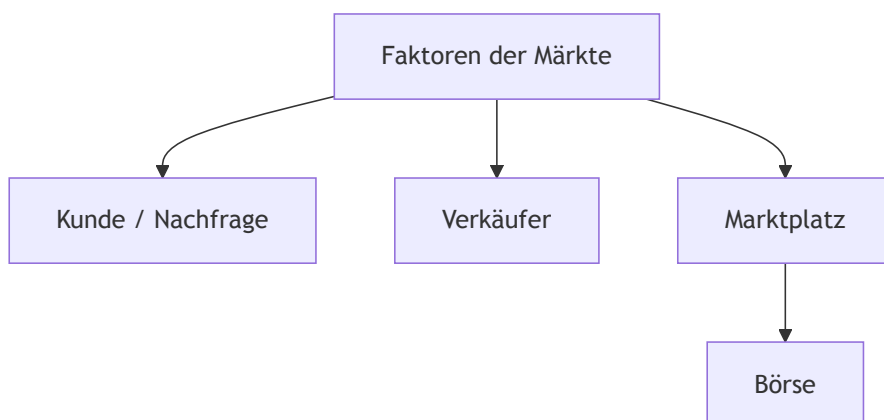 Faktoren der Märkte
Kunde / Nachfrage
Verkäufer
Marktplatz
Börse